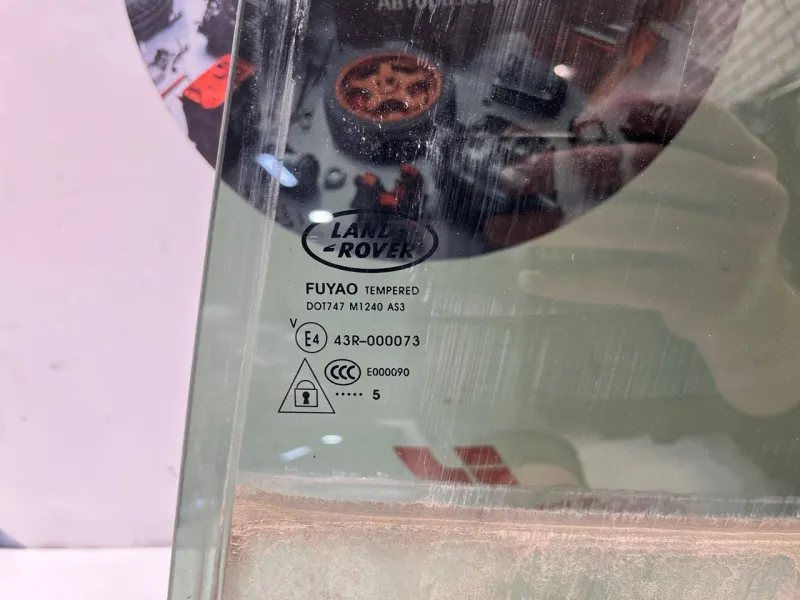 LAND-
-ROVER
FUYAO TEMPERED
DOT747 M1240 AS3
V
E4 43R-000073
CCC E000090
..... 5